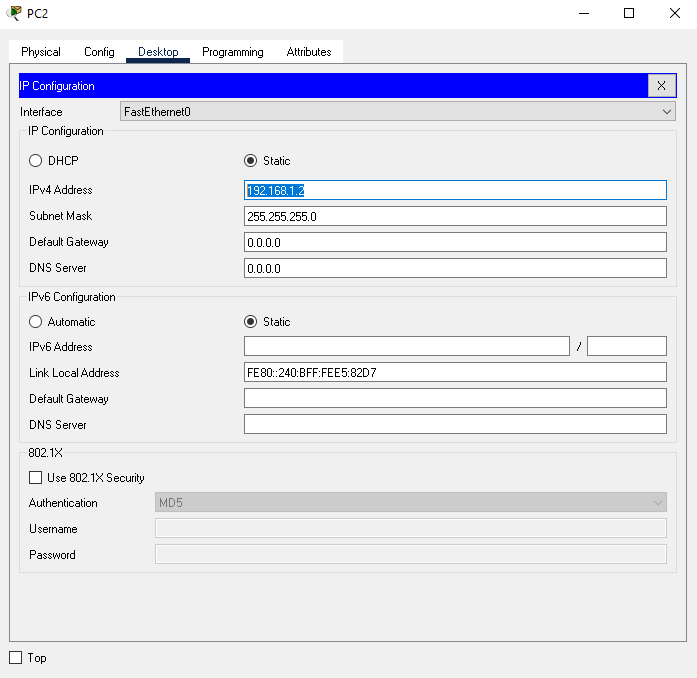 PC2
Physical Config Desktop Programming Attributes
IP Configuration X
Interface FastEthernet0
IP Configuration
DHCP Static
IPv4 Address 192.168.1.2
Subnet Mask 255.255.255.0
Default Gateway 0.0.0.0
DNS Server 0.0.0.0
IPv6 Configuration
Automatic Static
IPv6 Address /
Link Local Address FE80::240:BFF:FEE5:82D7
Default Gateway
DNS Server
802.1X
Use 802.1X Security
Authentication MD5
Username
Password
Top